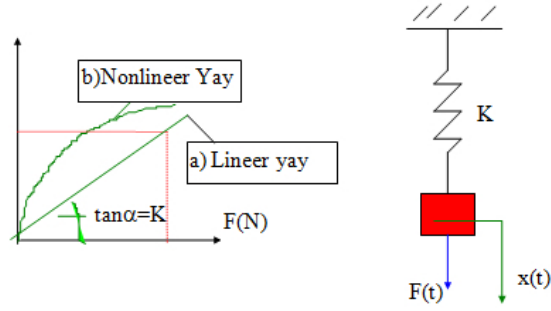 b)Nonlineer Yay
a) Lineer yay
tanα=K
F(N)
K
F(t)
x(t)